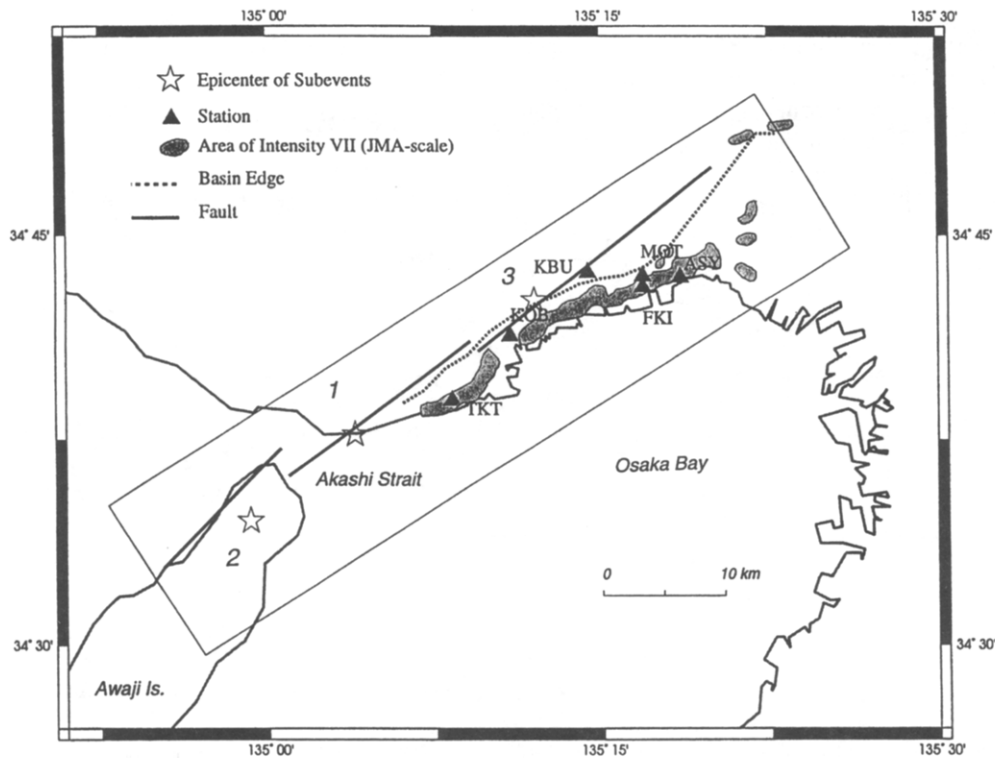 135° 00'
135° 15'
135° 30'
Epicenter of Subevents
Station
Area of Intensity VII (JMA-scale)
Basin Edge
Fault
34° 45'
34° 45'
MOT
KBU
ASY
3
KOB
FKI
1
TKT
Akashi Strait
Osaka Bay
2
0
10 km
34° 30'
34° 30'
Awaji Is.
135° 00'
135° 15'
135° 30'